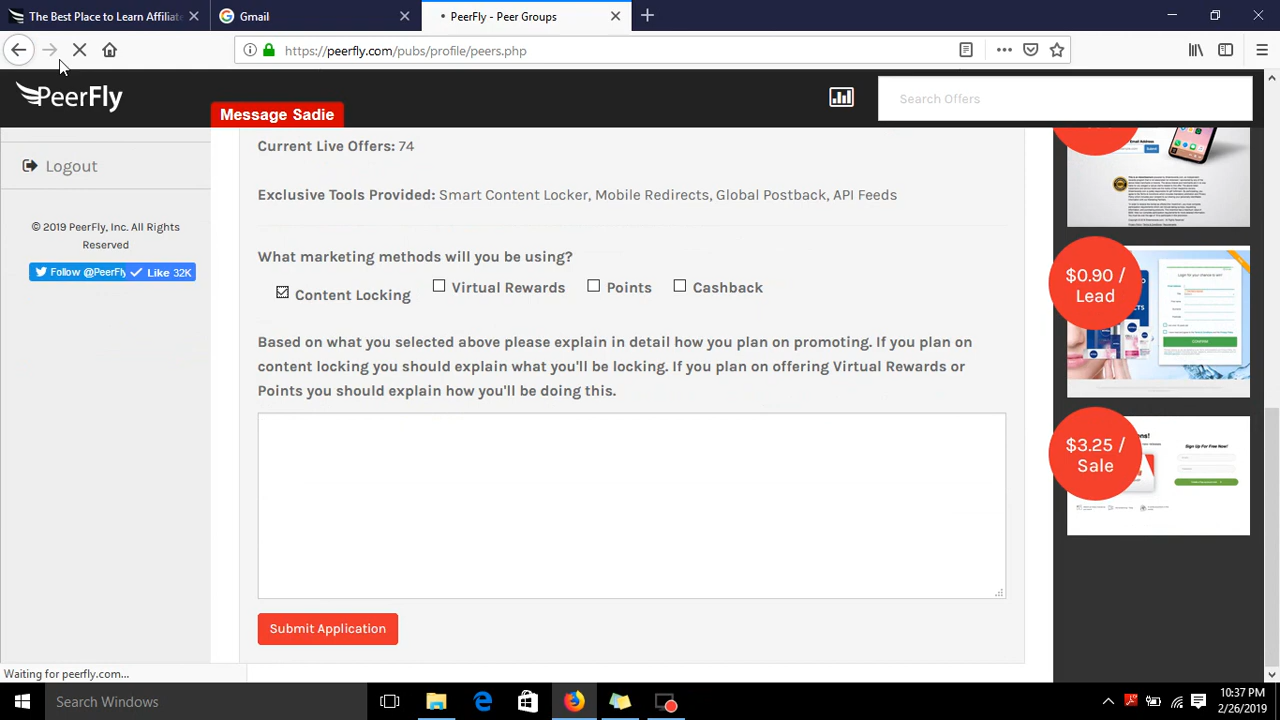 The Best Place to Learn Affiliate
Gmail
PeerFly - Peer Groups
https://peerfly.com/pubs/profile/peers.php
PeerFly
Message Sadie
Search Offers
Current Live Offers: 74
Logout
Exclusive Tools Provided: Content Locker, Mobile Redirects, Global Postback, API Feeds
© 2019 PeerFly, Inc. All Rights
Reserved
Follow @PeerFly
Like 32K
What marketing methods will you be using?
Content Locking
Virtual Rewards
Points
Cashback
$0.90 /
Lead
Based on what you selected above please explain in detail how you plan on promoting. If you plan on
content locking you should explain what you'll be locking. If you plan on offering Virtual Rewards or
Points you should explain how you'll be doing this.
$3.25 /
Sale
Sign Up For Free Now!
Submit Application
Waiting for peerfly.com...
Search Windows
10:37 PM
2/26/2019